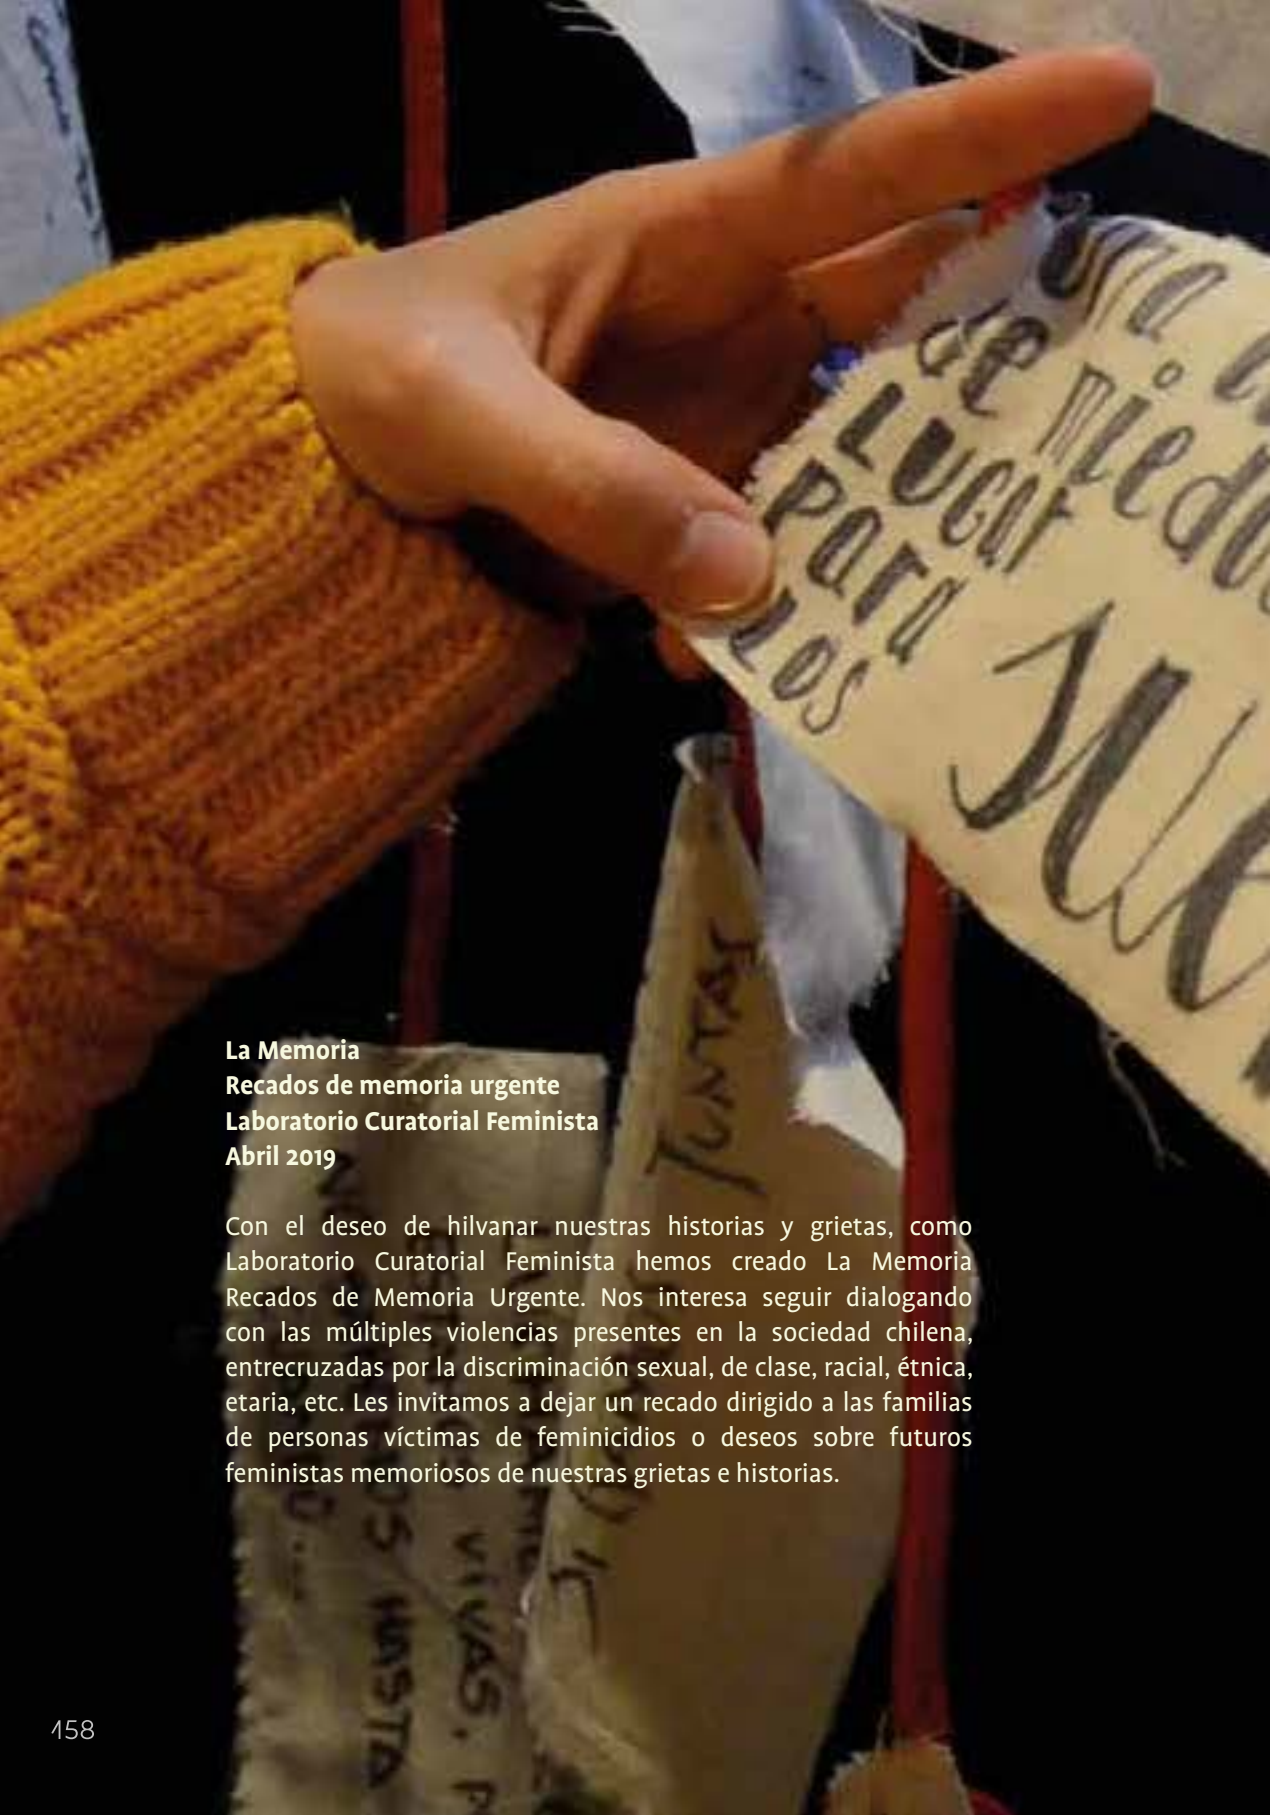 de miedo
LUGAR
Para
LOS
JUNTAS
La Memoria
Recados de memoria urgente
Laboratorio Curatorial Feminista
Abril 2019
Con el deseo de hilvanar nuestras historias y grietas, como
Laboratorio Curatorial Feminista hemos creado La Memoria
Recados de Memoria Urgente. Nos interesa seguir dialogando
con las múltiples violencias presentes en la sociedad chilena,
entrecruzadas por la discriminación sexual, de clase, racial, étnica,
etaria, etc. Les invitamos a dejar un recado dirigido a las familias
de personas víctimas de feminicidios o deseos sobre futuros
feministas memoriosos de nuestras grietas e historias.
VIVAS.
HASTA
158